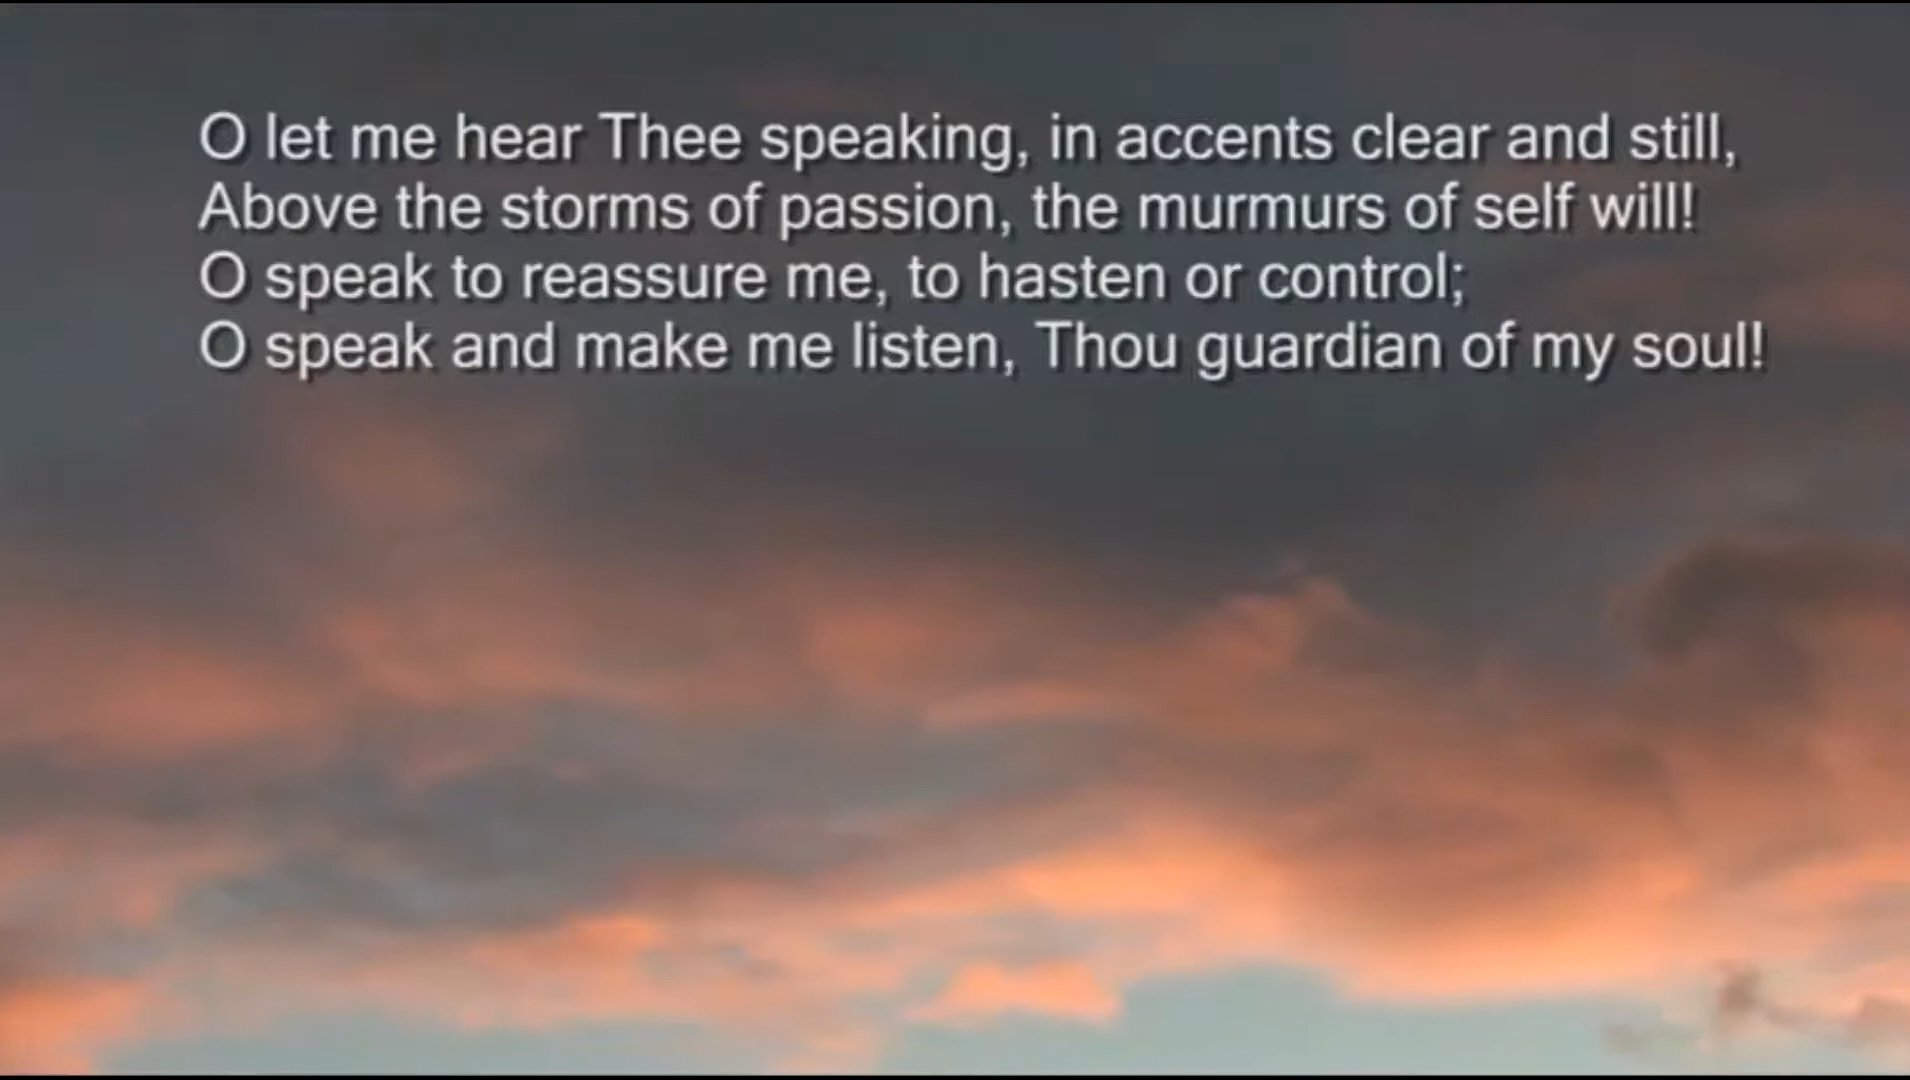 O let me hear Thee speaking, in accents clear and still,
Above the storms of passion, the murmurs of self will!
O speak to reassure me, to hasten or control;
O speak and make me listen, Thou guardian of my soul!